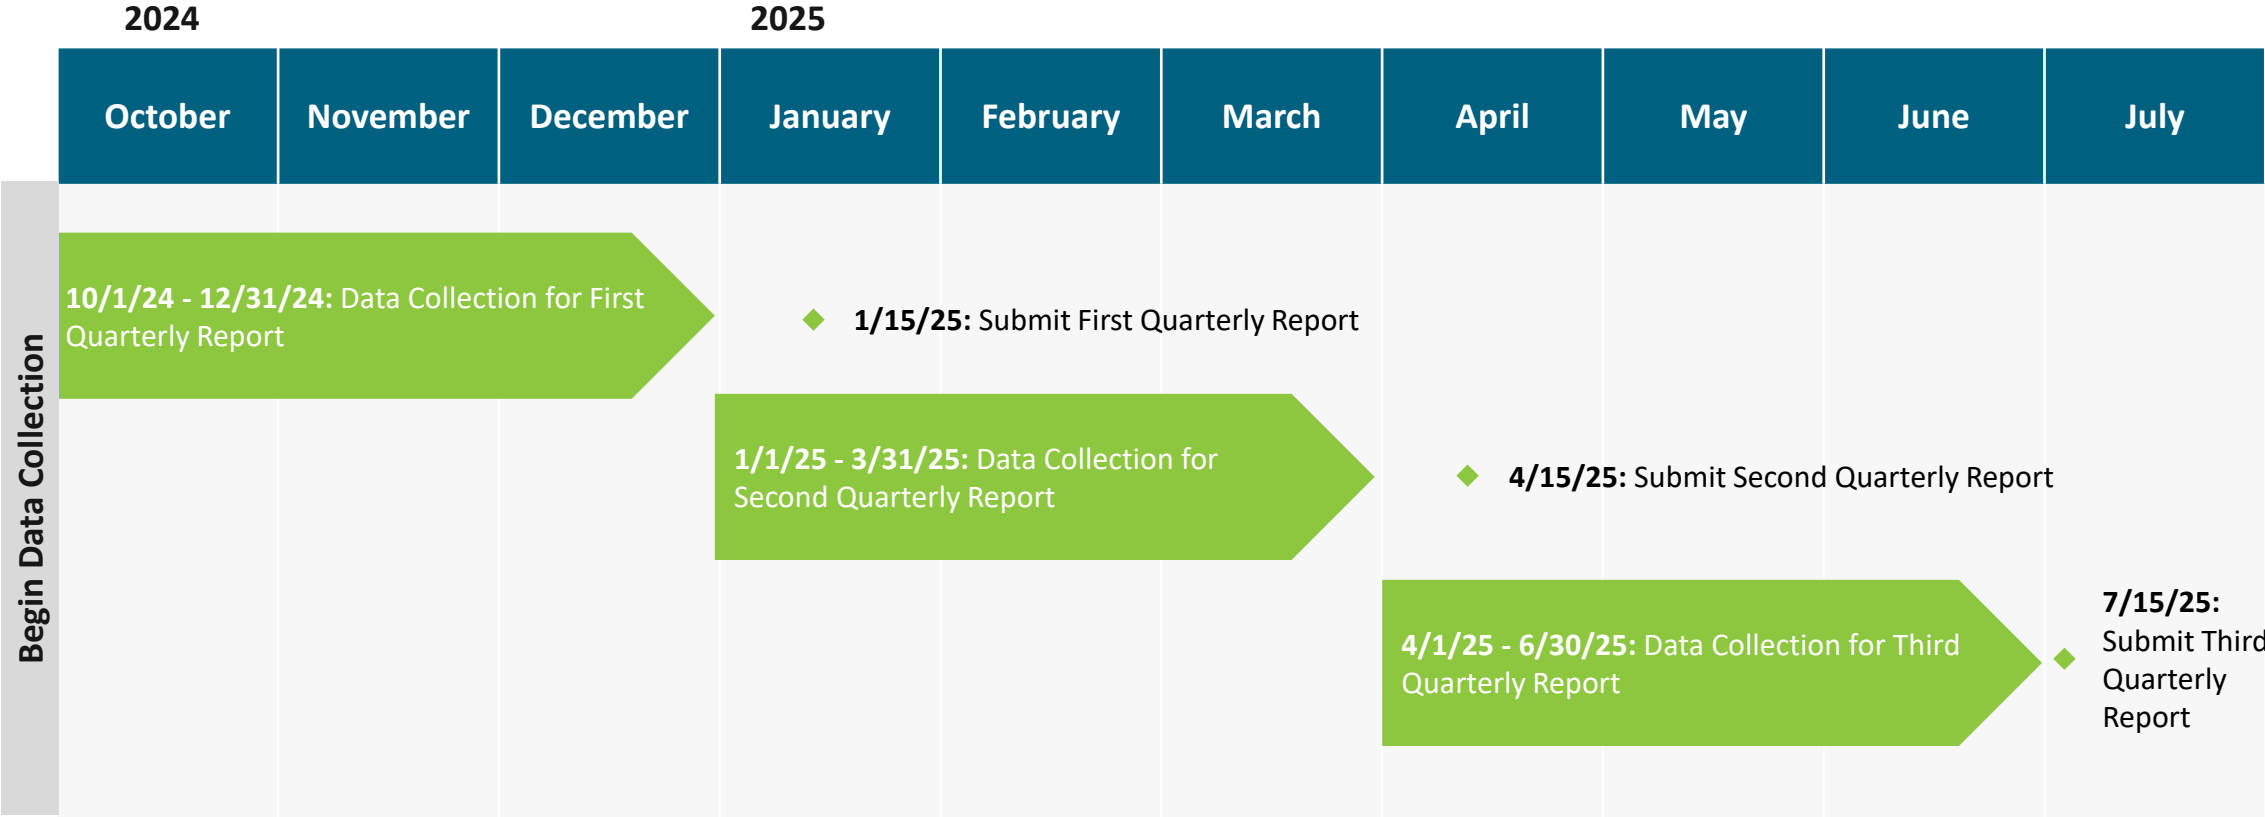 2024
2025
October
November
December
January
February
March
April
May
June
July
Begin Data Collection
10/1/24 - 12/31/24: Data Collection for First
Quarterly Report
1/15/25: Submit First Quarterly Report
1/1/25 - 3/31/25: Data Collection for
Second Quarterly Report
4/15/25: Submit Second Quarterly Report
4/1/25 - 6/30/25: Data Collection for Third
Quarterly Report
7/15/25:
Submit Third
Quarterly
Report